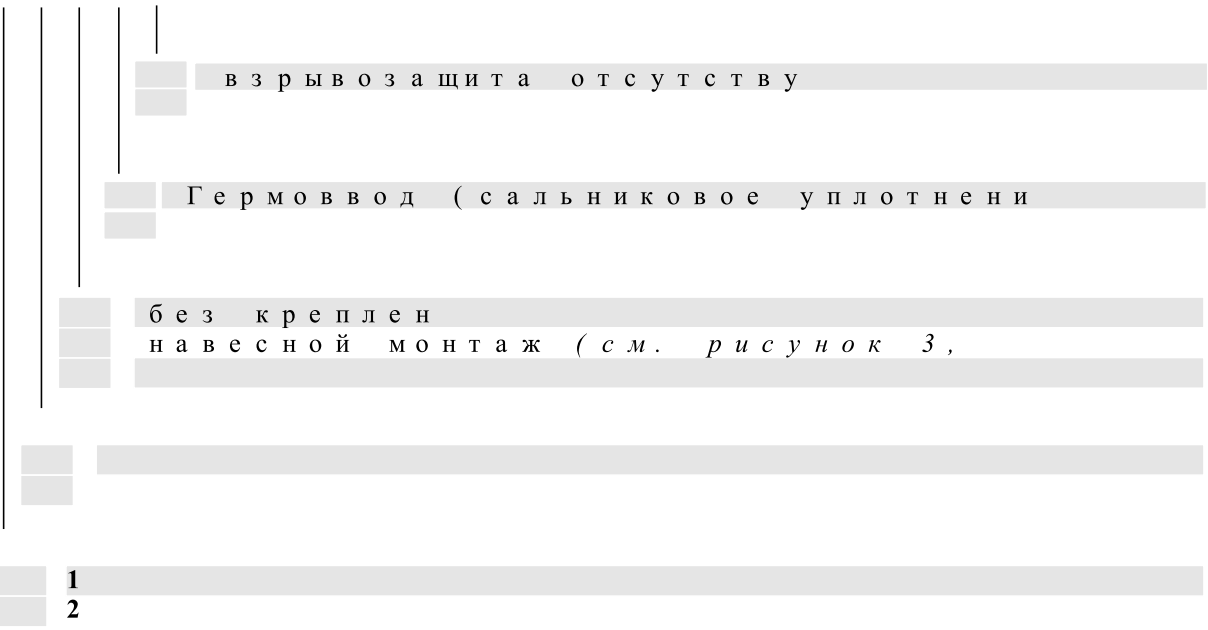 взрывозащита отсутству
Гермоввод (сальниковое уплотнени
без креплен
навесной монтаж (см. рисунок 3,
1
2